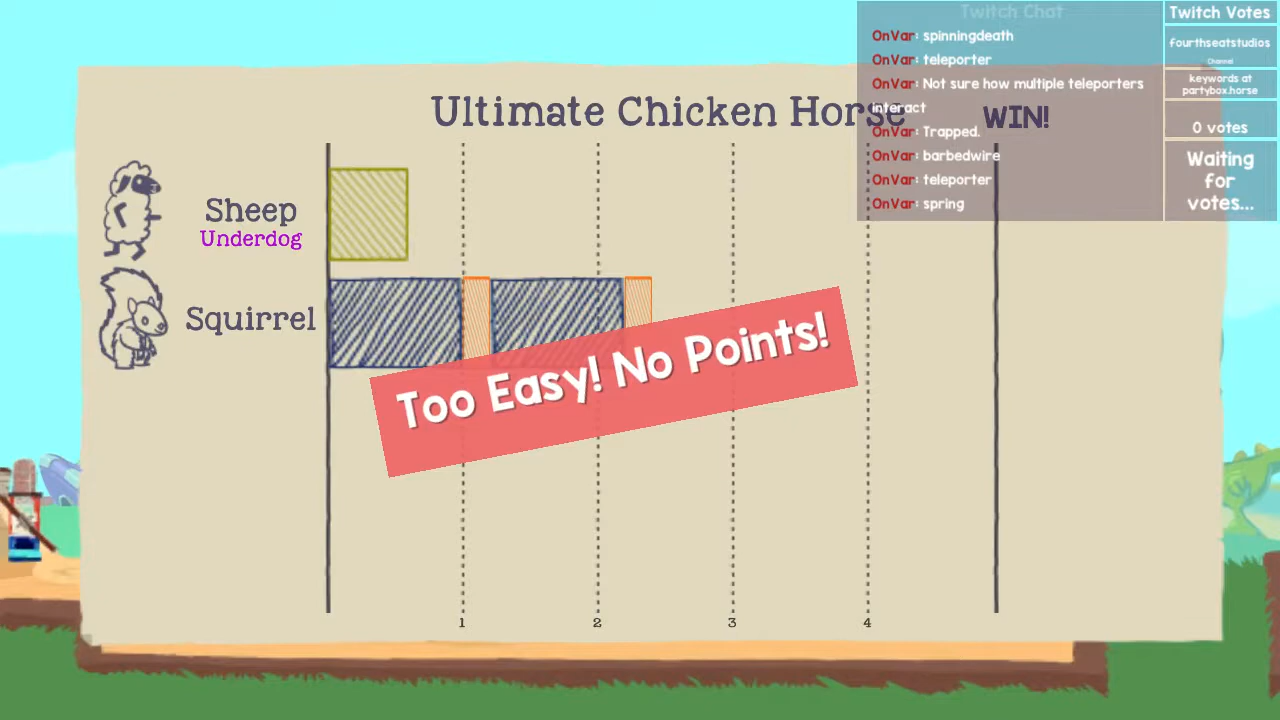 Twitch Chat
OnVar: spinningdeath
OnVar: teleporter
OnVar: Not sure how multiple teleporters
interact
OnVar: Trapped.
OnVar: barbedwire
OnVar: teleporter
OnVar: spring
Twitch Votes
fourthseatstudios
Channel
keywords at
partybox.horse
0 votes
Waiting
for
votes...
Ultimate Chicken Horse
WIN!
Sheep
Underdog
Squirrel
Too Easy! No Points!
1
2
3
4